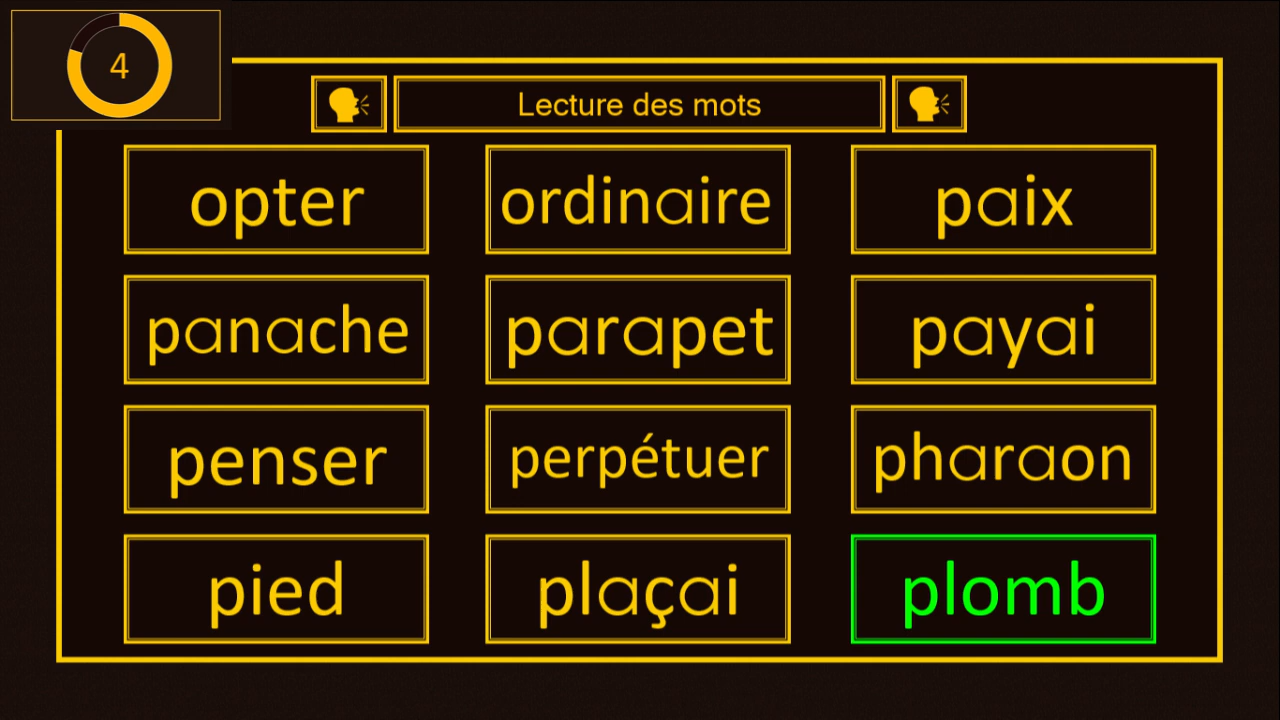 4
Lecture des mots
opter ordinaire paix
panache parapet payai
penser perpétuer pharaon
pied plaçai plomb